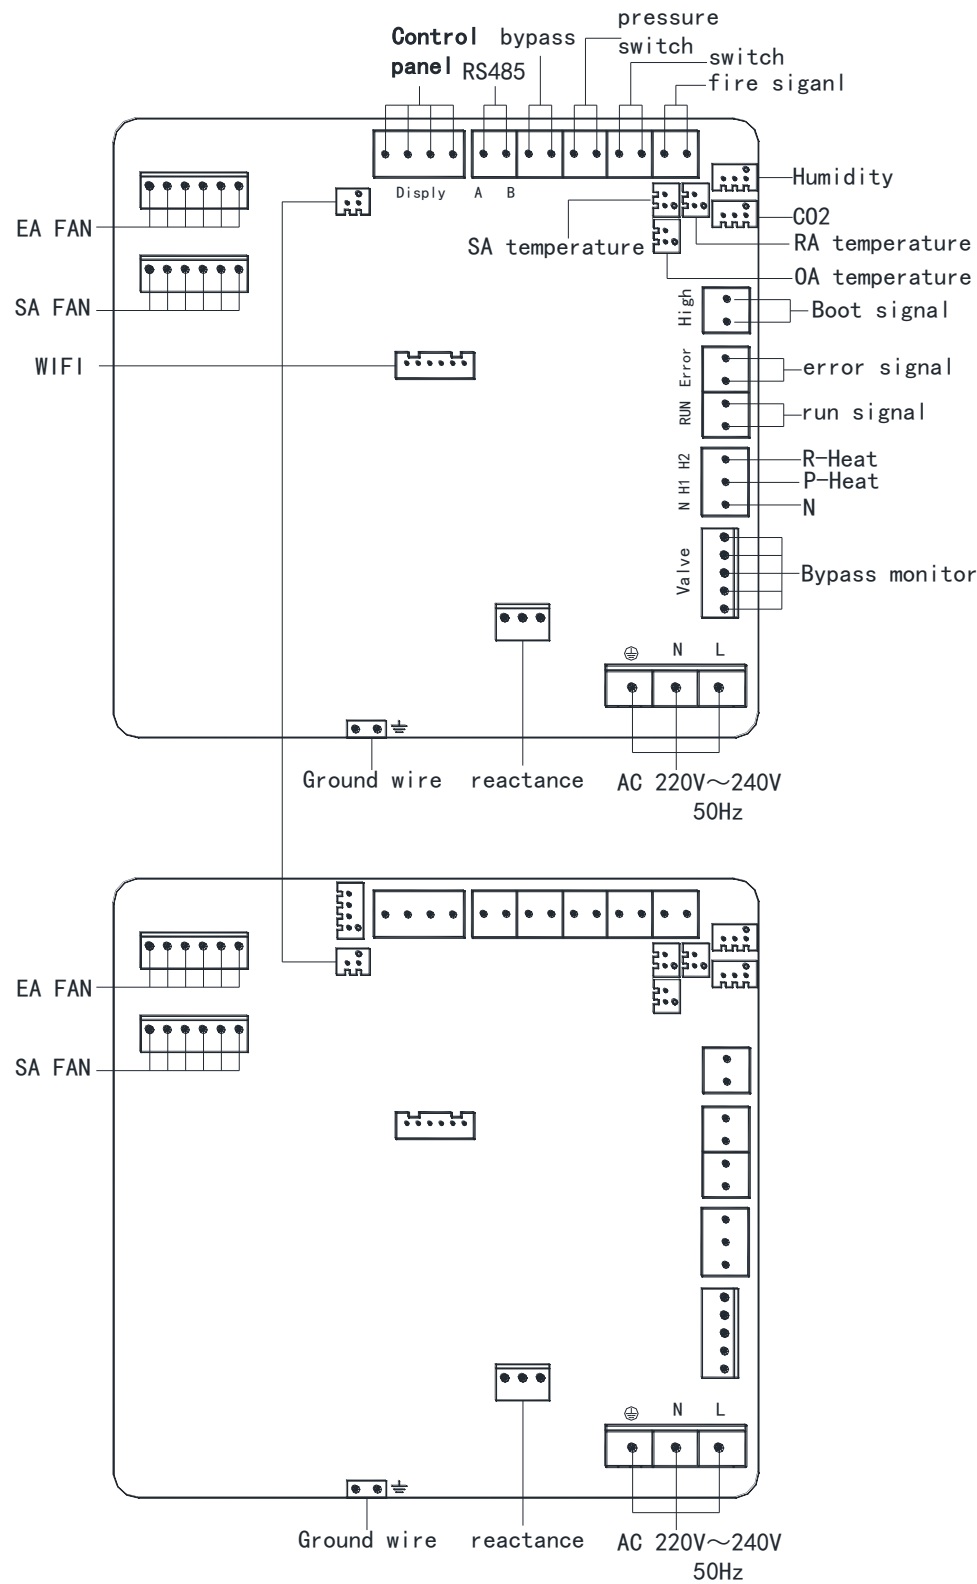 pressure
Control bypass switch
panel RS485
switch
fire siganl
Disply A B
Humidity
CO2
EA FAN
SA temperature
RA temperature
OA temperature
High
Boot signal
SA FAN
WIFI
Error
error signal
RUN
run signal
N H1 H2
R-Heat
P-Heat
N
Valve
Bypass monitor
N L
Ground wire reactance AC 220V～240V
50Hz
EA FAN
SA FAN
N L
Ground wire reactance AC 220V～240V
50Hz